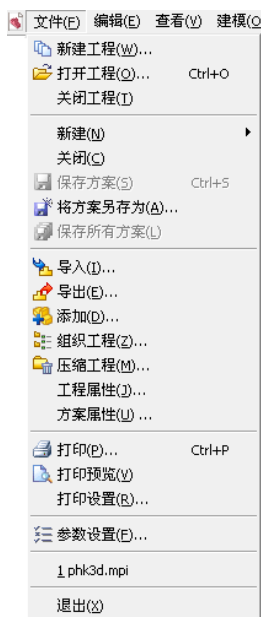 文件(F) 编辑(E) 查看(V) 建模(O
新建工程(W)...
打开工程(O)... Ctrl+O
关闭工程(T)
新建(N)
关闭(C)
保存方案(S) Ctrl+S
将方案另存为(A)...
保存所有方案(L)
导入(I)...
导出(E)...
添加(D)...
组织工程(Z)...
压缩工程(M)...
工程属性(J)...
方案属性(U) ...
打印(P)... Ctrl+P
打印预览(V)
打印设置(R)...
参数设置(F)...
1 phk3d.mpi
退出(X)